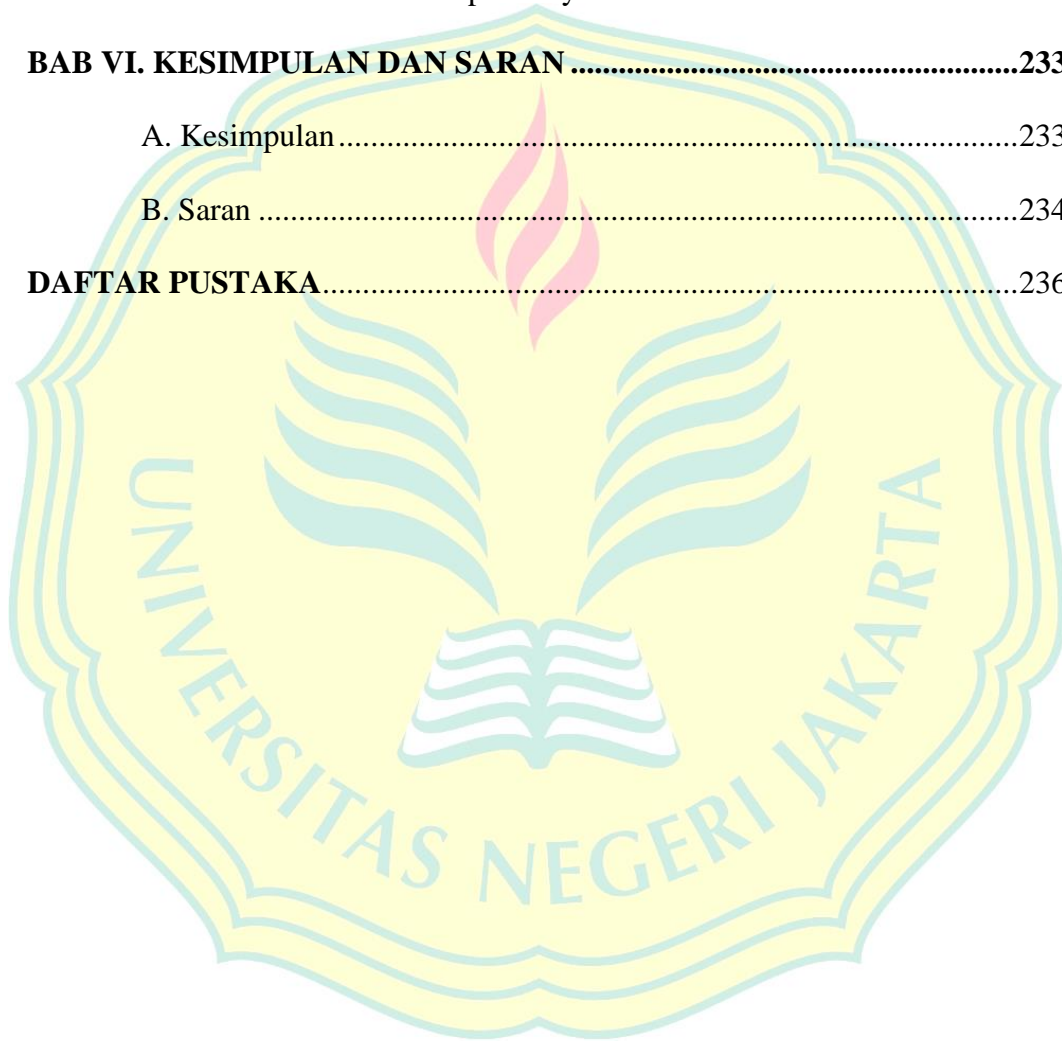 BAB VI. KESIMPULAN DAN SARAN ........................................................233
A. Kesimpulan .....................................................................................233
B. Saran ...............................................................................................234
DAFTAR PUSTAKA.......................................................................................236
UNIVERSITAS NEGERI JAKARTA